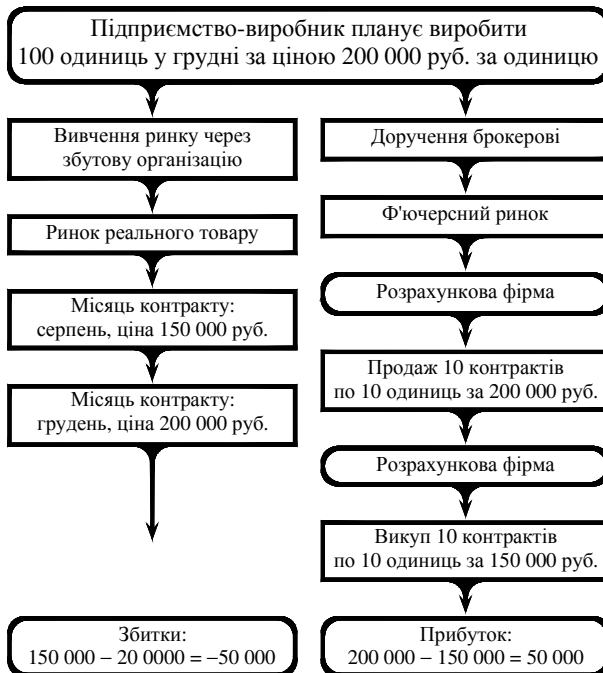 Підприємство-виробник планує виробити
100 одиниць у грудні за ціною 200 000 руб. за одиницю
Вивчення ринку через
збутову організацію
Ринок реального товару
Місяць контракту:
серпень, ціна 150 000 руб.
Місяць контракту:
грудень, ціна 200 000 руб.
Збитки:
150 000 − 20 0000 = −50 000
Доручення брокерові
Ф'ючерсний ринок
Розрахункова фірма
Продаж 10 контрактів
по 10 одиниць за 200 000 руб.
Розрахункова фірма
Викуп 10 контрактів
по 10 одиниць за 150 000 руб.
Прибуток:
200 000 − 150 000 = 50 000